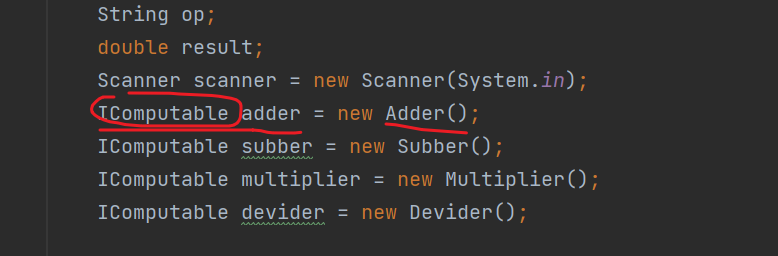 String op;
double result;
Scanner scanner = new Scanner(System.in);
IComputable adder = new Adder();
IComputable subber = new Subber();
IComputable multiplier = new Multiplier();
IComputable devider = new Devider();